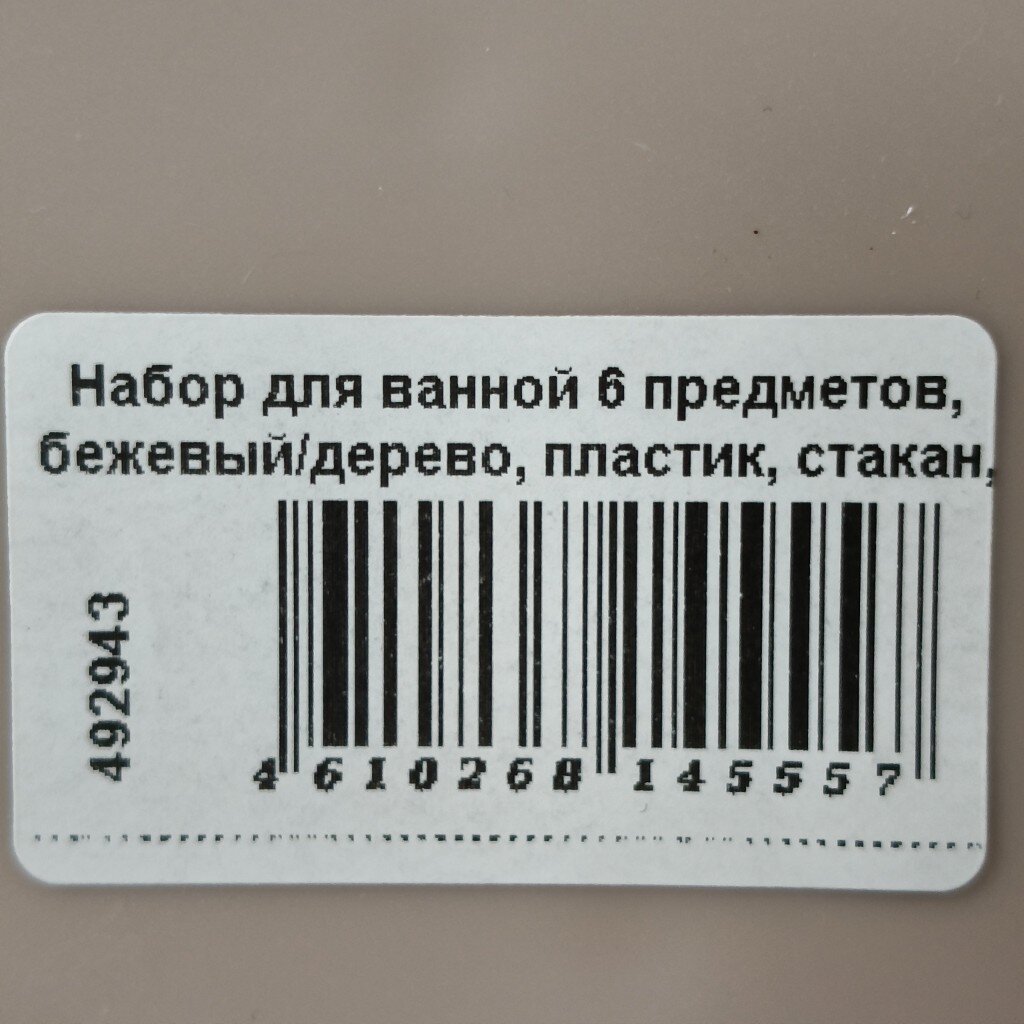 Набор для ванной 6 предметов,
бежевый/дерево, пластик, стакан,
492943
4 610268 145557